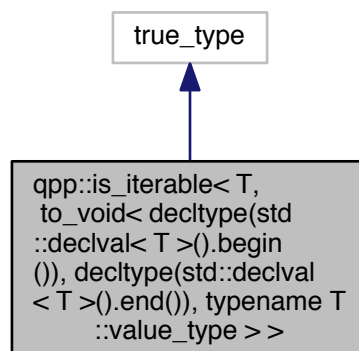 true_type
qpp::is_iterable< T,
to_void< decltype(std
::declval< T >().begin
()), decltype(std::declval
< T >().end()), typename T
::value_type > >